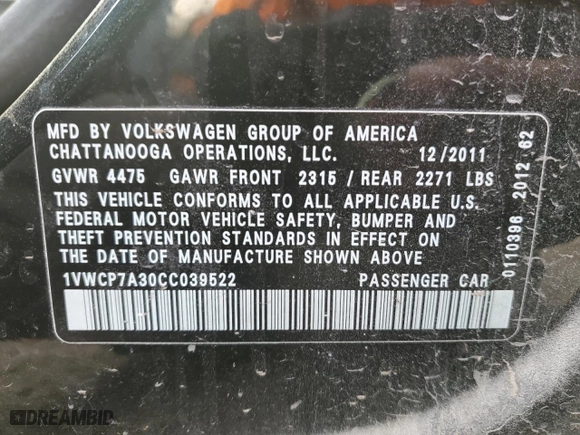 MFD BY VOLKSWAGEN GROUP OF AMERICA
CHATTANOOGA OPERATIONS, LLC. 12/2011
GVWR 4475 GAWR FRONT 2315 / REAR 2271 LBS
THIS VEHICLE CONFORMS TO ALL APPLICABLE U.S.
FEDERAL MOTOR VEHICLE SAFETY, BUMPER AND
THEFT PREVENTION STANDARDS IN EFFECT ON
THE DATE OF MANUFACTURE SHOWN ABOVE
1VWCP7A30CC039522 PASSENGER CAR
0110396 2012 62
DREAMBID